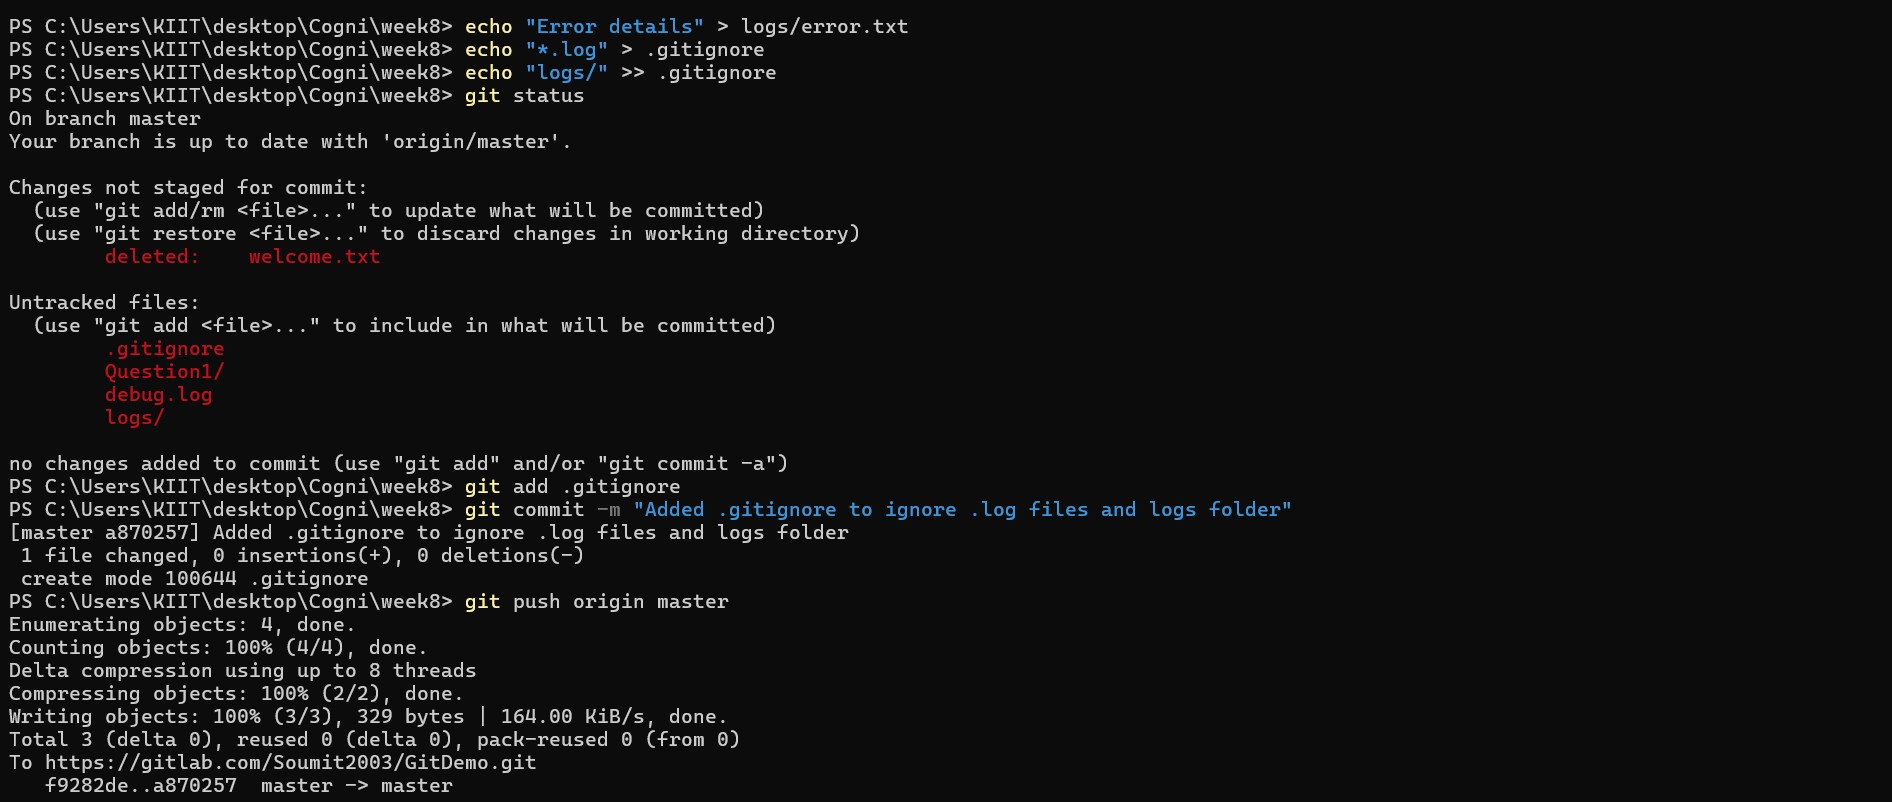 PS C:\Users\KIIT\desktop\Cogni\week8> echo "Error details" > logs/error.txt
PS C:\Users\KIIT\desktop\Cogni\week8> echo "*.log" > .gitignore
PS C:\Users\KIIT\desktop\Cogni\week8> echo "logs/" >> .gitignore
PS C:\Users\KIIT\desktop\Cogni\week8> git status
On branch master
Your branch is up to date with 'origin/master'.

Changes not staged for commit:
  (use "git add/rm <file>..." to update what will be committed)
  (use "git restore <file>..." to discard changes in working directory)
        deleted:    welcome.txt

Untracked files:
  (use "git add <file>..." to include in what will be committed)
        .gitignore
        Question1/
        debug.log
        logs/

no changes added to commit (use "git add" and/or "git commit -a")
PS C:\Users\KIIT\desktop\Cogni\week8> git add .gitignore
PS C:\Users\KIIT\desktop\Cogni\week8> git commit -m "Added .gitignore to ignore .log files and logs folder"
[master a870257] Added .gitignore to ignore .log files and logs folder
 1 file changed, 0 insertions(+), 0 deletions(-)
 create mode 100644 .gitignore
PS C:\Users\KIIT\desktop\Cogni\week8> git push origin master
Enumerating objects: 4, done.
Counting objects: 100% (4/4), done.
Delta compression using up to 8 threads
Compressing objects: 100% (2/2), done.
Writing objects: 100% (3/3), 329 bytes | 164.00 KiB/s, done.
Total 3 (delta 0), reused 0 (delta 0), pack-reused 0 (from 0)
To https://gitlab.com/Soumit2003/GitDemo.git
   f9282de..a870257  master -> master